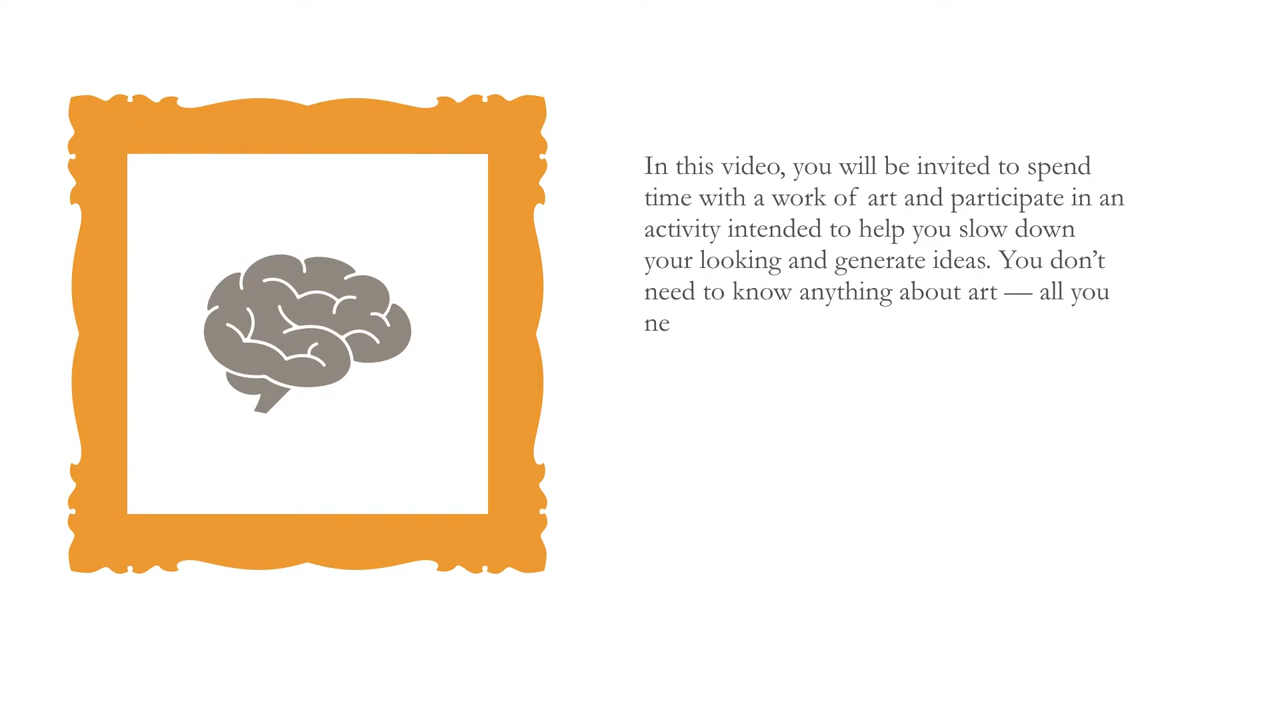 In this video, you will be invited to spend
time with a work of art and participate in an
activity intended to help you slow down
your looking and generate ideas. You don’t
need to know anything about art — all you
ne